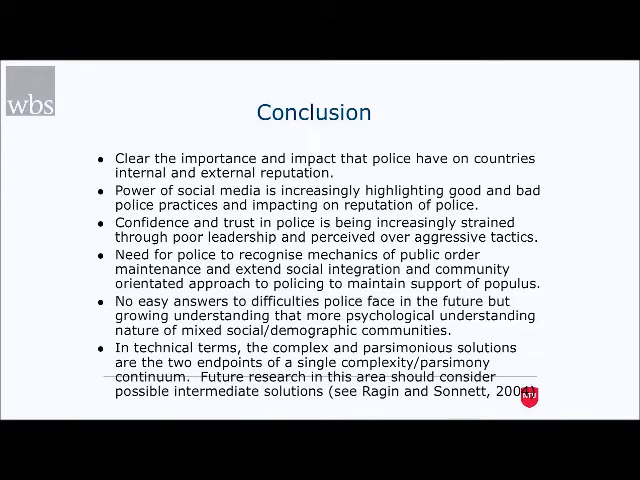 wbs
Conclusion
• Clear the importance and impact that police have on countries
internal and external reputation.
• Power of social media is increasingly highlighting good and bad
police practices and impacting on reputation of police.
• Confidence and trust in police is being increasingly strained
through poor leadership and perceived over aggressive tactics.
• Need for police to recognise mechanics of public order
maintenance and extend social integration and community
orientated approach to policing to maintain support of populus.
• No easy answers to difficulties police face in the future but
growing understanding that more psychological understanding
nature of mixed social/demographic communities.
• In technical terms, the complex and parsimonious solutions
are the two endpoints of a single complexity/parsimony
continuum. Future research in this area should consider
possible intermediate solutions (see Ragin and Sonnett, 2004)